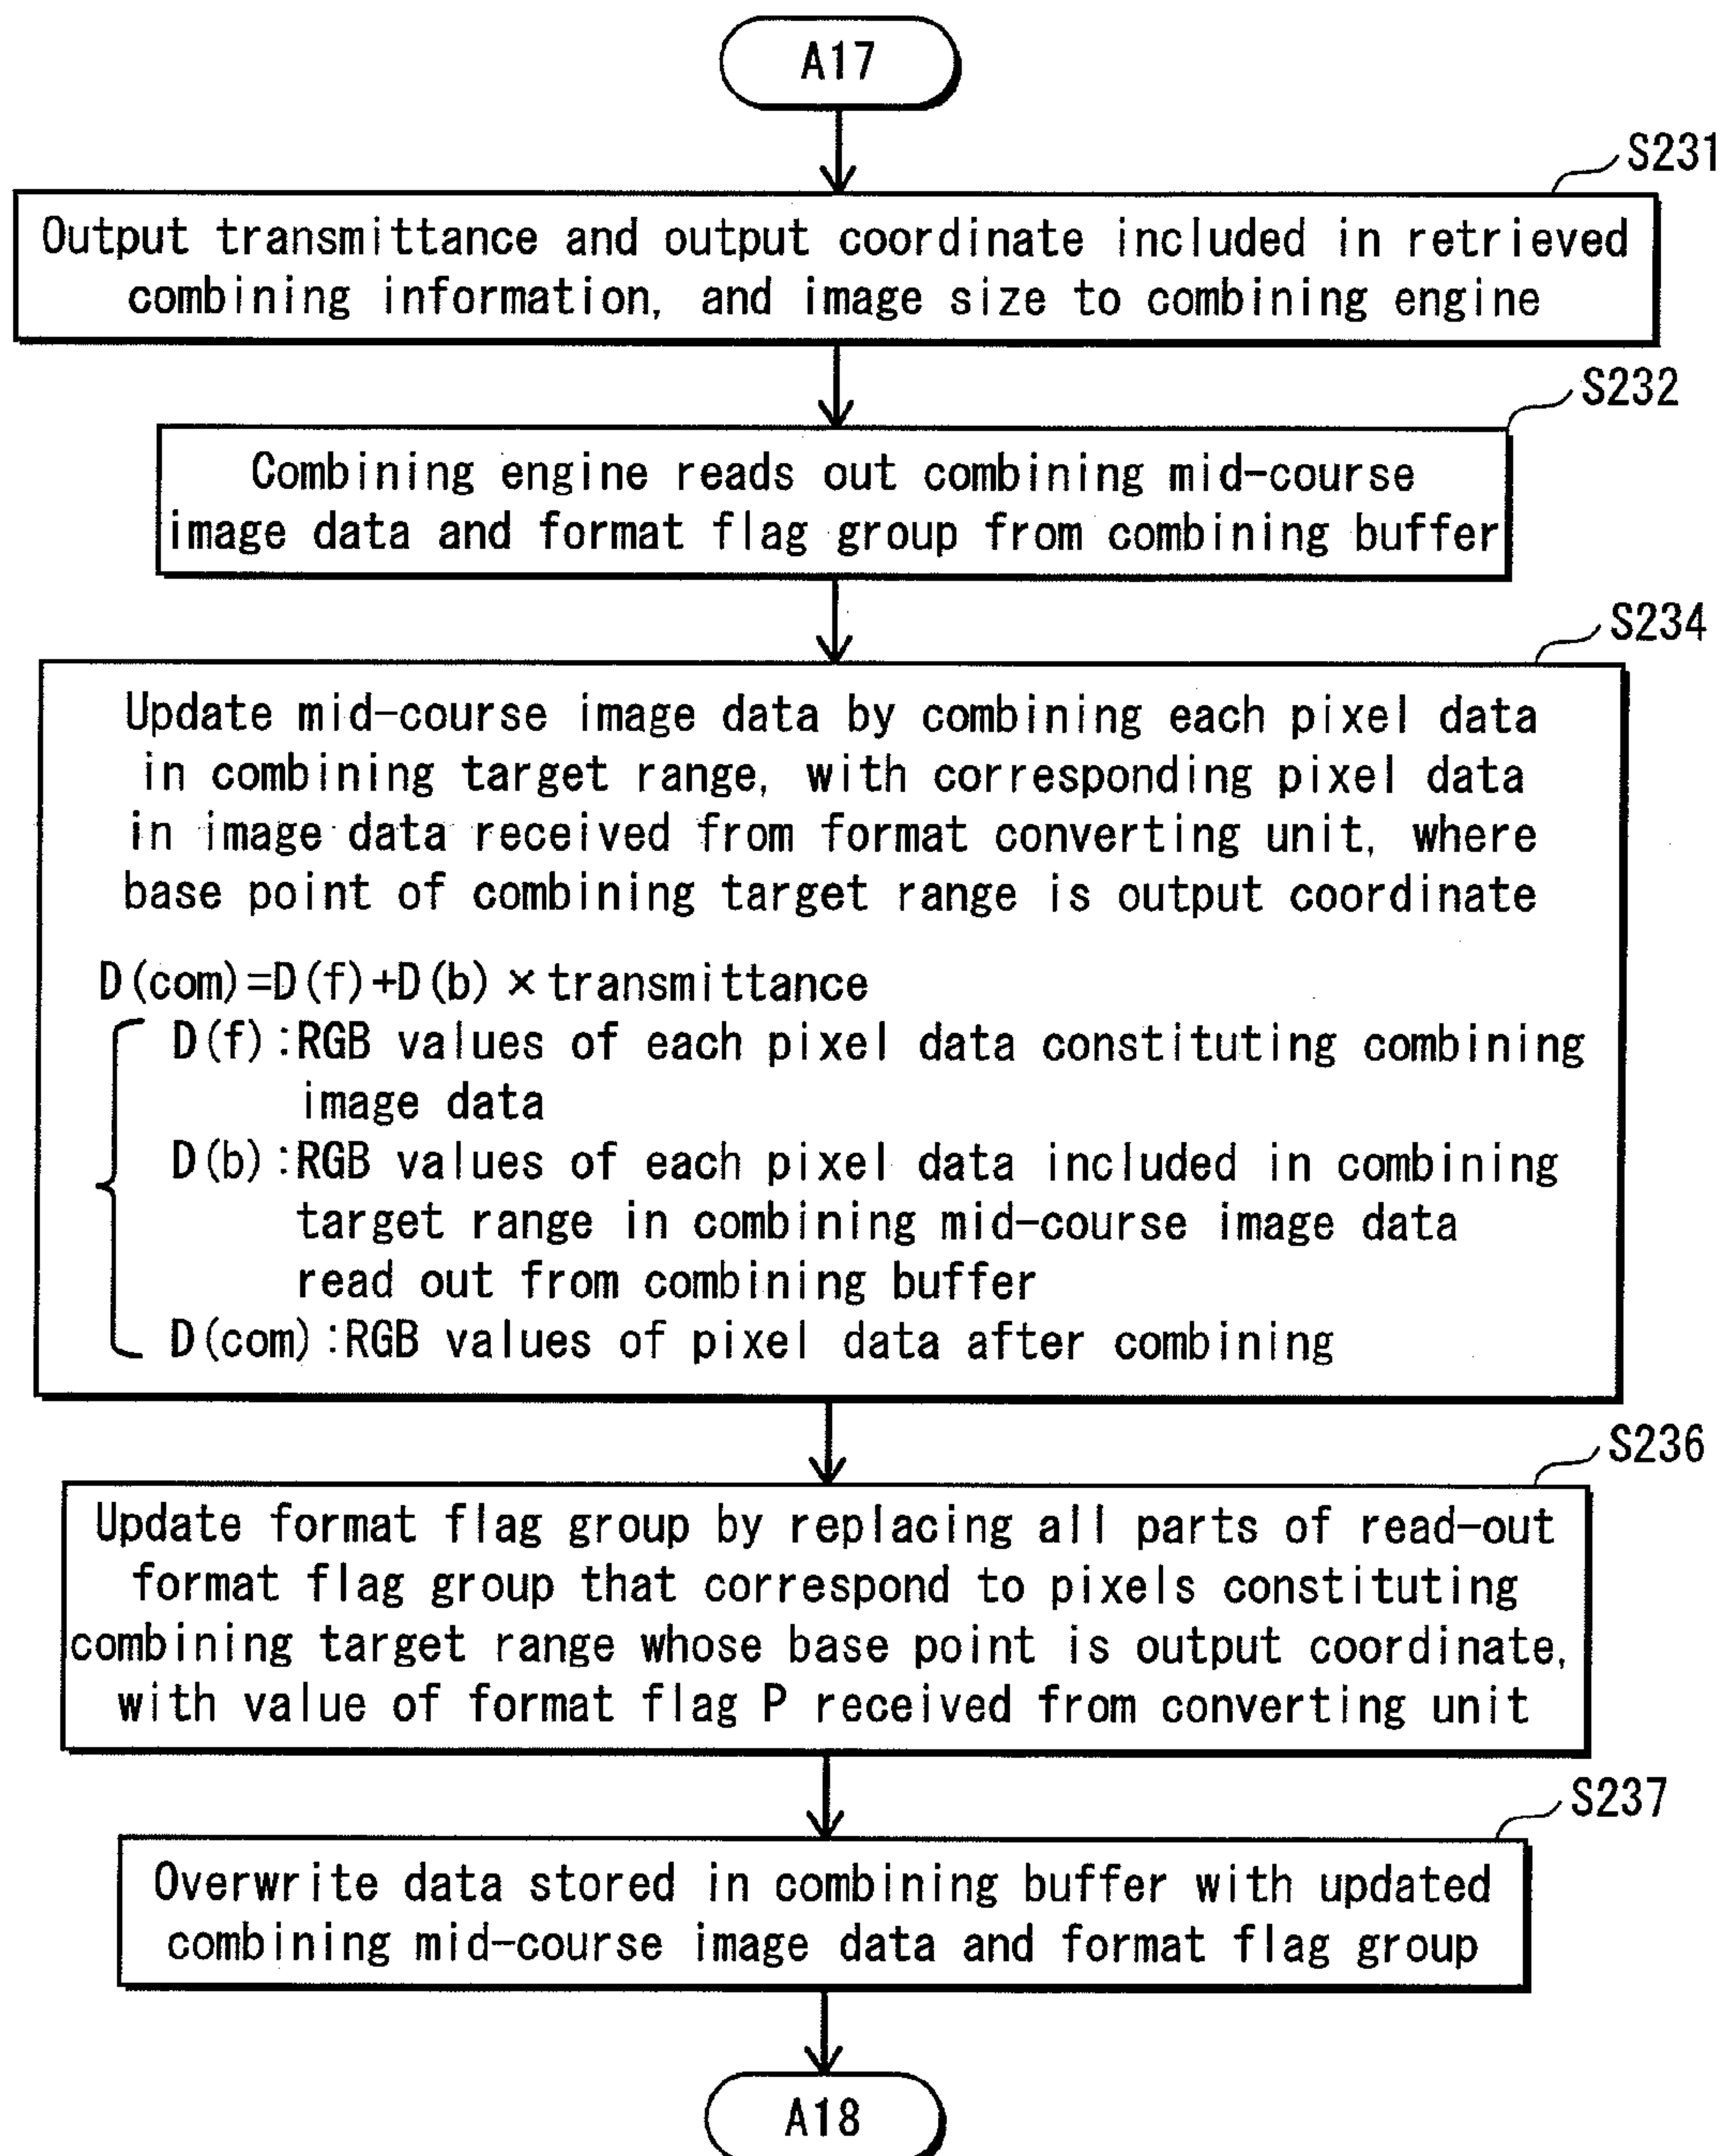 A17
S231
Output transmittance and output coordinate included in retrieved
combining information, and image size to combining engine
S232
Combining engine reads out combining mid-course
image data and format flag group from combining buffer
S234
Update mid-course image data by combining each pixel data
in combining target range, with corresponding pixel data
in image data received from format converting unit, where
base point of combining target range is output coordinate
D(com)=D(f)+D(b)×transmittance
D(f):RGB values of each pixel data constituting combining
image data
D(b):RGB values of each pixel data included in combining
target range in combining mid-course image data
read out from combining buffer
D(com):RGB values of pixel data after combining
S236
Update format flag group by replacing all parts of read-out
format flag group that correspond to pixels constituting
combining target range whose base point is output coordinate,
with value of format flag P received from converting unit
S237
Overwrite data stored in combining buffer with updated
combining mid-course image data and format flag group
A18